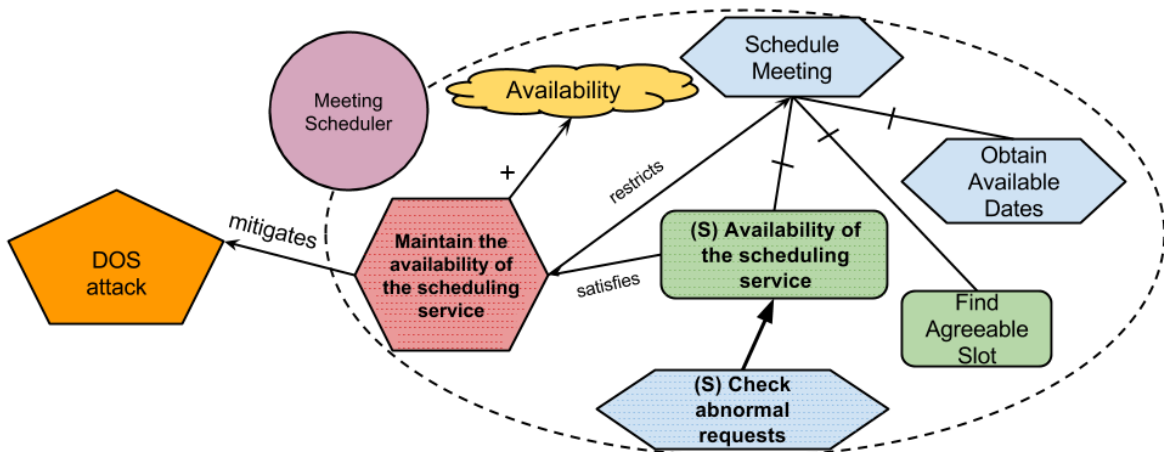 Schedule
Meeting
Availability
Meeting
Scheduler
+
restricts
Obtain
Available
Dates
mitigates
Maintain the
availability of
the scheduling
service
(S) Availability of
the scheduling
service
DOS
attack
satisfies
Find
Agreeable
Slot
(S) Check
abnormal
requests